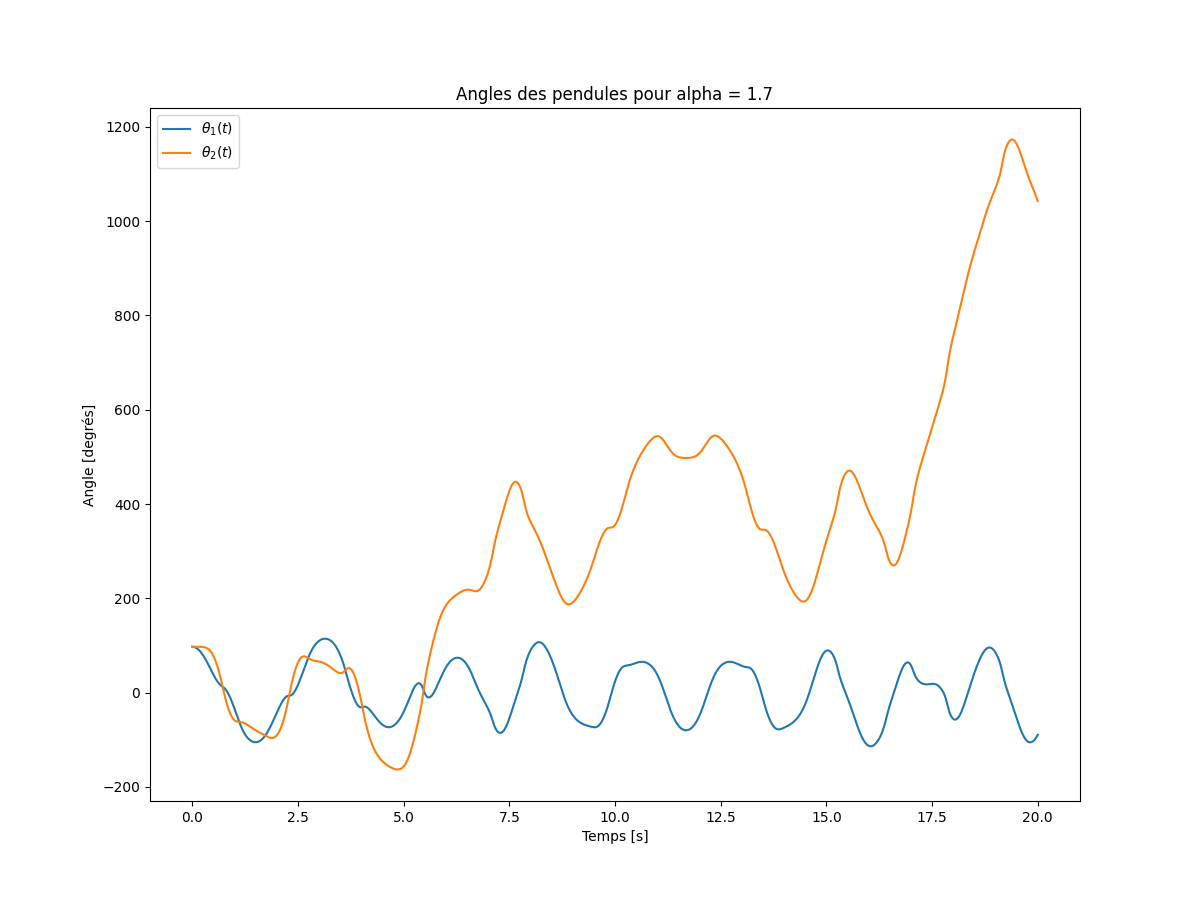 Angles des pendules pour alpha = 1.7
θ₁(t)
θ₂(t)
Angle [degrés]
1200
1000
800
600
400
200
0
−200
0.0 2.5 5.0 7.5 10.0 12.5 15.0 17.5 20.0
Temps [s]